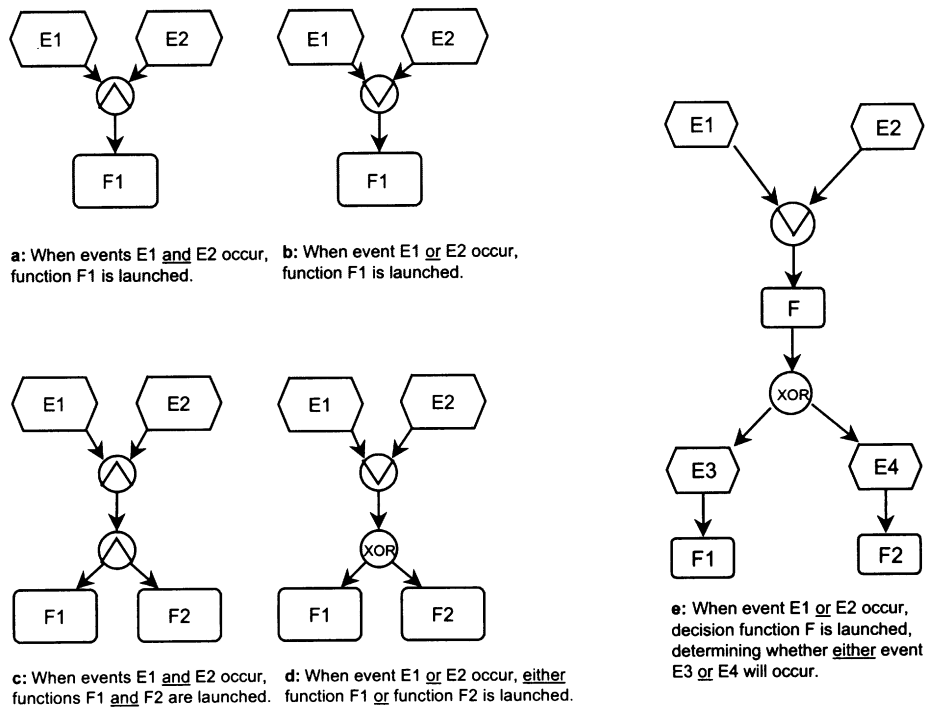 E1 E2
F1
a: When events E1 and E2 occur,
function F1 is launched.
E1 E2
F1
b: When event E1 or E2 occur,
function F1 is launched.
E1 E2
F1 F2
c: When events E1 and E2 occur,
functions F1 and F2 are launched.
E1 E2
XOR
F1 F2
d: When event E1 or E2 occur, either
function F1 or function F2 is launched.
E1 E2
F
XOR
E3 E4
F1 F2
e: When event E1 or E2 occur,
decision function F is launched,
determining whether either event
E3 or E4 will occur.